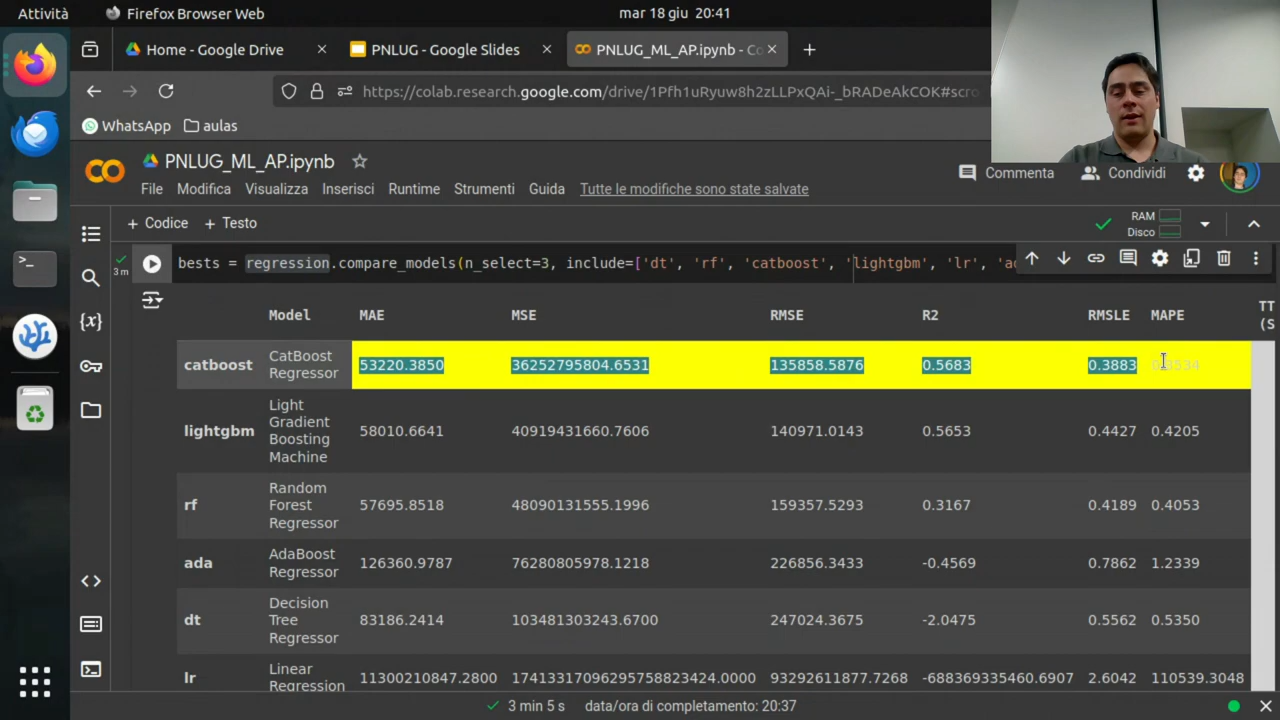 Attività
Firefox Browser Web
mar 18 giu 20:41
Home - Google Drive
PNLUG - Google Slides
PNLUG_ML_AP.ipynb - Co
https://colab.research.google.com/drive/1Pfh1uRyuw8h2zLLPxQAi-_bRADeAkCOK#scro
WhatsApp
aulas
PNLUG_ML_AP.ipynb
Commenta
Condividi
File Modifica Visualizza Inserisci Runtime Strumenti Guida Tutte le modifiche sono state salvate
+ Codice + Testo
RAM
Disco
3 m
bests = regression.compare_models(n_select=3, include=['dt', 'rf', 'catboost', 'lightgbm', 'lr', 'ad
Model MAE MSE RMSE R2 RMSLE MAPE TT
(S
catboost CatBoost Regressor 53220.3850 36252795804.6531 135858.5876 0.5683 0.3883 0.3534
lightgbm Light Gradient Boosting Machine 58010.6641 40919431660.7606 140971.0143 0.5653 0.4427 0.4205
rf Random Forest Regressor 57695.8518 48090131555.1996 159357.5293 0.3167 0.4189 0.4053
ada AdaBoost Regressor 126360.9787 76280805978.1218 226856.3433 -0.4569 0.7862 1.2339
dt Decision Tree Regressor 83186.2414 103481303243.6700 247024.3675 -2.0475 0.5562 0.5350
lr Linear Regression 11300210847.2800 17413317096295758823424.0000 93292611877.7268 -688369335460.6907 2.6042 110539.3048
3 min 5 s data/ora di completamento: 20:37